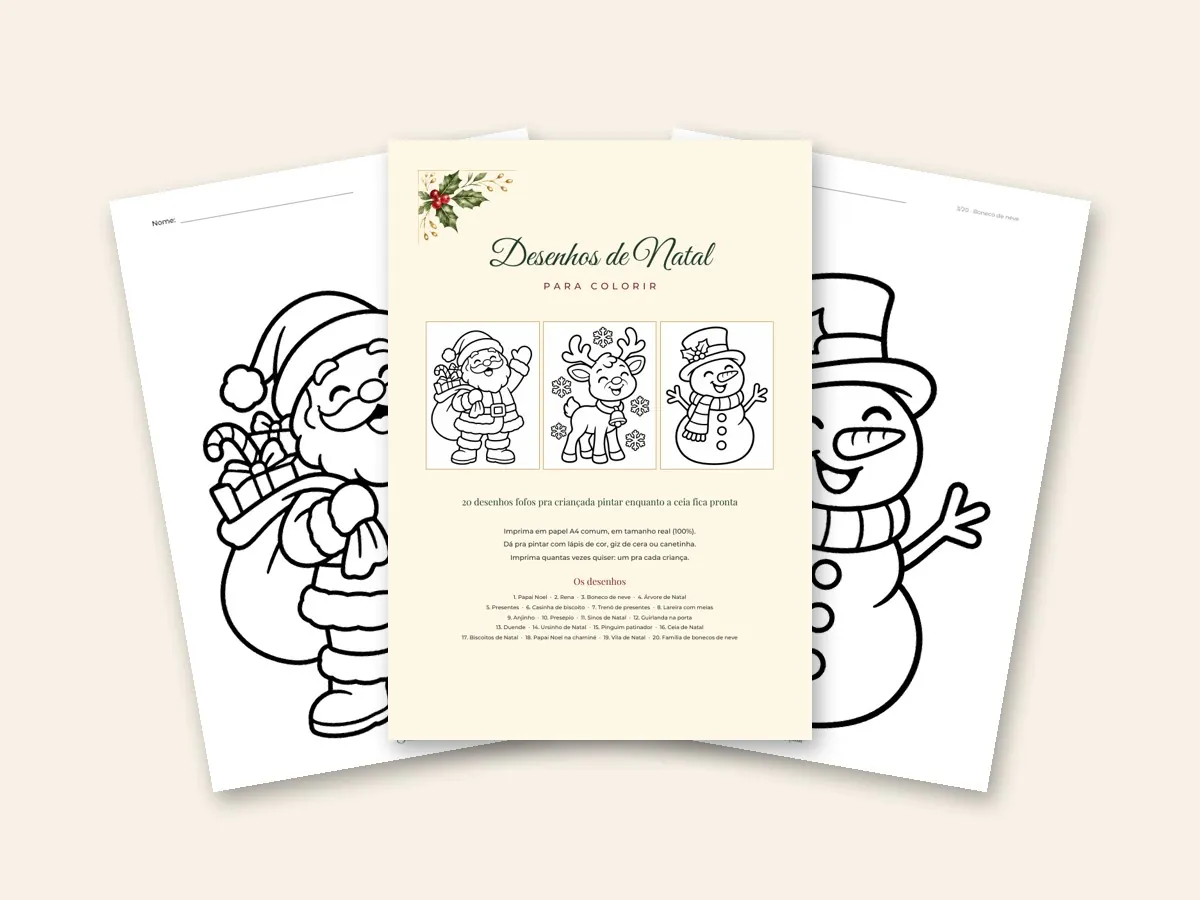 Nome:
3/20 · Boneco de neve
Desenhos de Natal
PARA COLORIR
20 desenhos fofos pra criançada pintar enquanto a ceia fica pronta
Imprima em papel A4 comum, em tamanho real (100%).
Dá pra pintar com lápis de cor, giz de cera ou canetinha.
Imprima quantas vezes quiser: um pra cada criança.
Os desenhos
1. Papai Noel · 2. Rena · 3. Boneco de neve · 4. Árvore de Natal
5. Presentes · 6. Casinha de biscoito · 7. Trenó de presentes · 8. Lareira com meias
9. Anjinho · 10. Presépio · 11. Sinos de Natal · 12. Guirlanda na porta
13. Duende · 14. Ursinho de Natal · 15. Pinguim patinador · 16. Ceia de Natal
17. Biscoitos de Natal · 18. Papai Noel na chaminé · 19. Vila de Natal · 20. Família de bonecos de neve